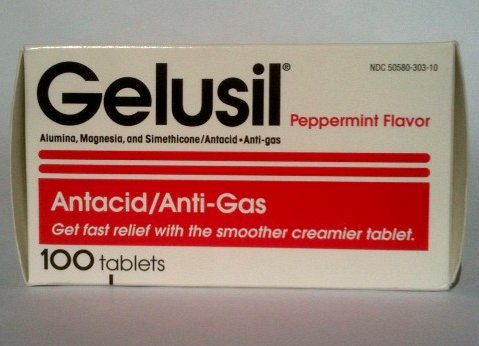 NDC 50580-303-10
Gelusil®
Peppermint Flavor
Alumina, Magnesia, and Simethicone/Antacid • Anti-gas
Antacid/Anti-Gas
Get fast relief with the smoother creamier tablet.
100 tablets